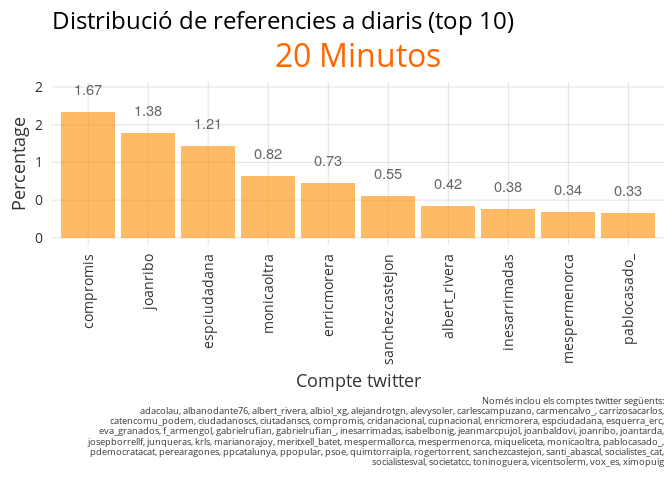 Distribució de referencies a diaris (top 10)
20 Minutos
Percentage
2
2
1
0
0
1.67
1.38
1.21
0.82
0.73
0.55
0.42
0.38
0.34
0.33
compromis
joanribo
espciudadana
monicaoltra
enricmorera
sanchezcastejon
albert_rivera
inesarrimadas
mespermenorca
pablocasado_
Compte twitter
Només inclou els comptes twitter següents:
adacolau, albanodante76, albert_rivera, albiol_xg, alejandrotgn, alevysoler, carlescampuzano, carmencalvo_, carrizosacarlos,
catencomu_podem, ciudadanoscs, ciutadanscs, compromis, cridanacional, cupnacional, enricmorera, espciudadana, esquerra_erc,
eva_granados, f_armengol, gabrielrufian, gabrielrufian_, inesarrimadas, isabelbonig, jeanmarcpujol, joanbaldovi, joanribo, joantarda,
josepborrellf, junqueras, krls, marianorajoy, meritxell_batet, mespermallorca, mespermenorca, miqueliceta, monicaoltra, pablocasado_,
pdemocratacat, perearagones, ppcatalunya, ppopular, psoe, quimtorraipla, rogertorrent, sanchezcastejon, santi_abascal, socialistes_cat,
socialistesval, societatcc, toninoguera, vicentsolerm, vox_es, ximopuig